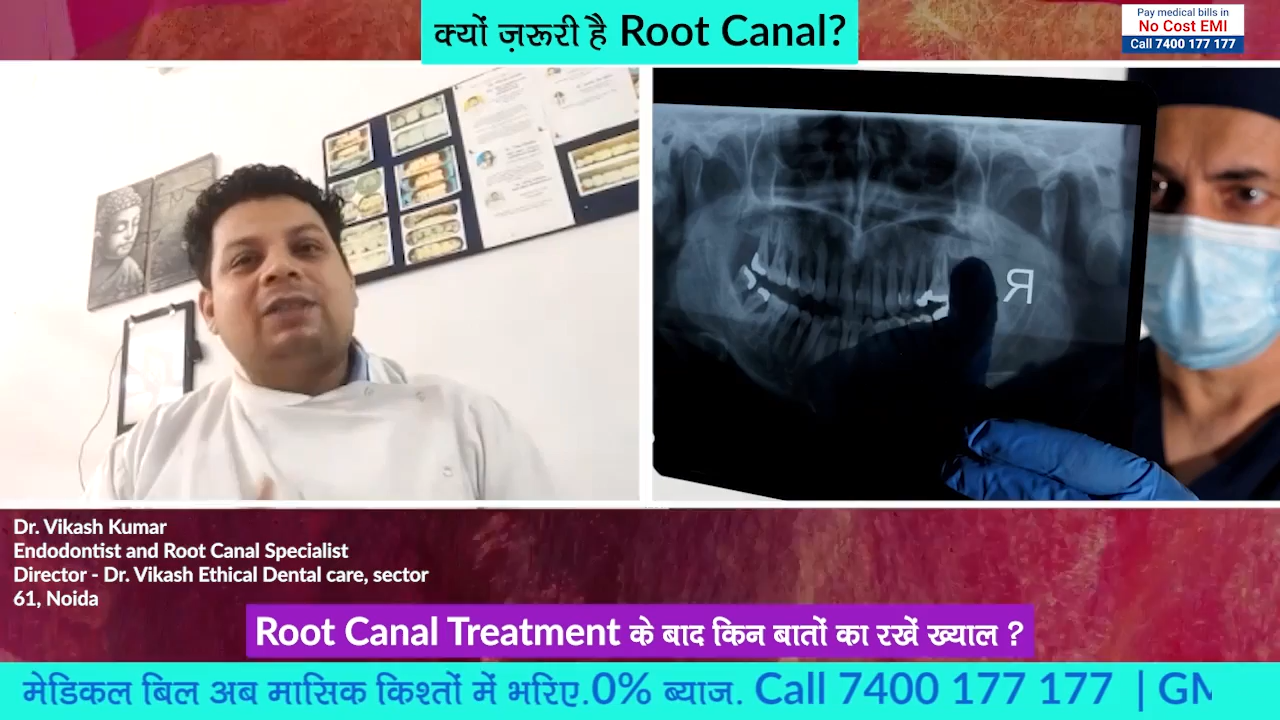 क्यों ज़रूरी है Root Canal?
Pay medical bills in
No Cost EMI
Call 7400 177 177
Я
Dr. Vikash Kumar
Endodontist and Root Canal Specialist
Director - Dr. Vikash Ethical Dental care, sector
61, Noida
Root Canal Treatment के बाद किन बातों का रखें ख्याल ?
मेडिकल बिल अब मासिक किश्तों में भरिए.0% ब्याज. Call 7400 177 177 | GM